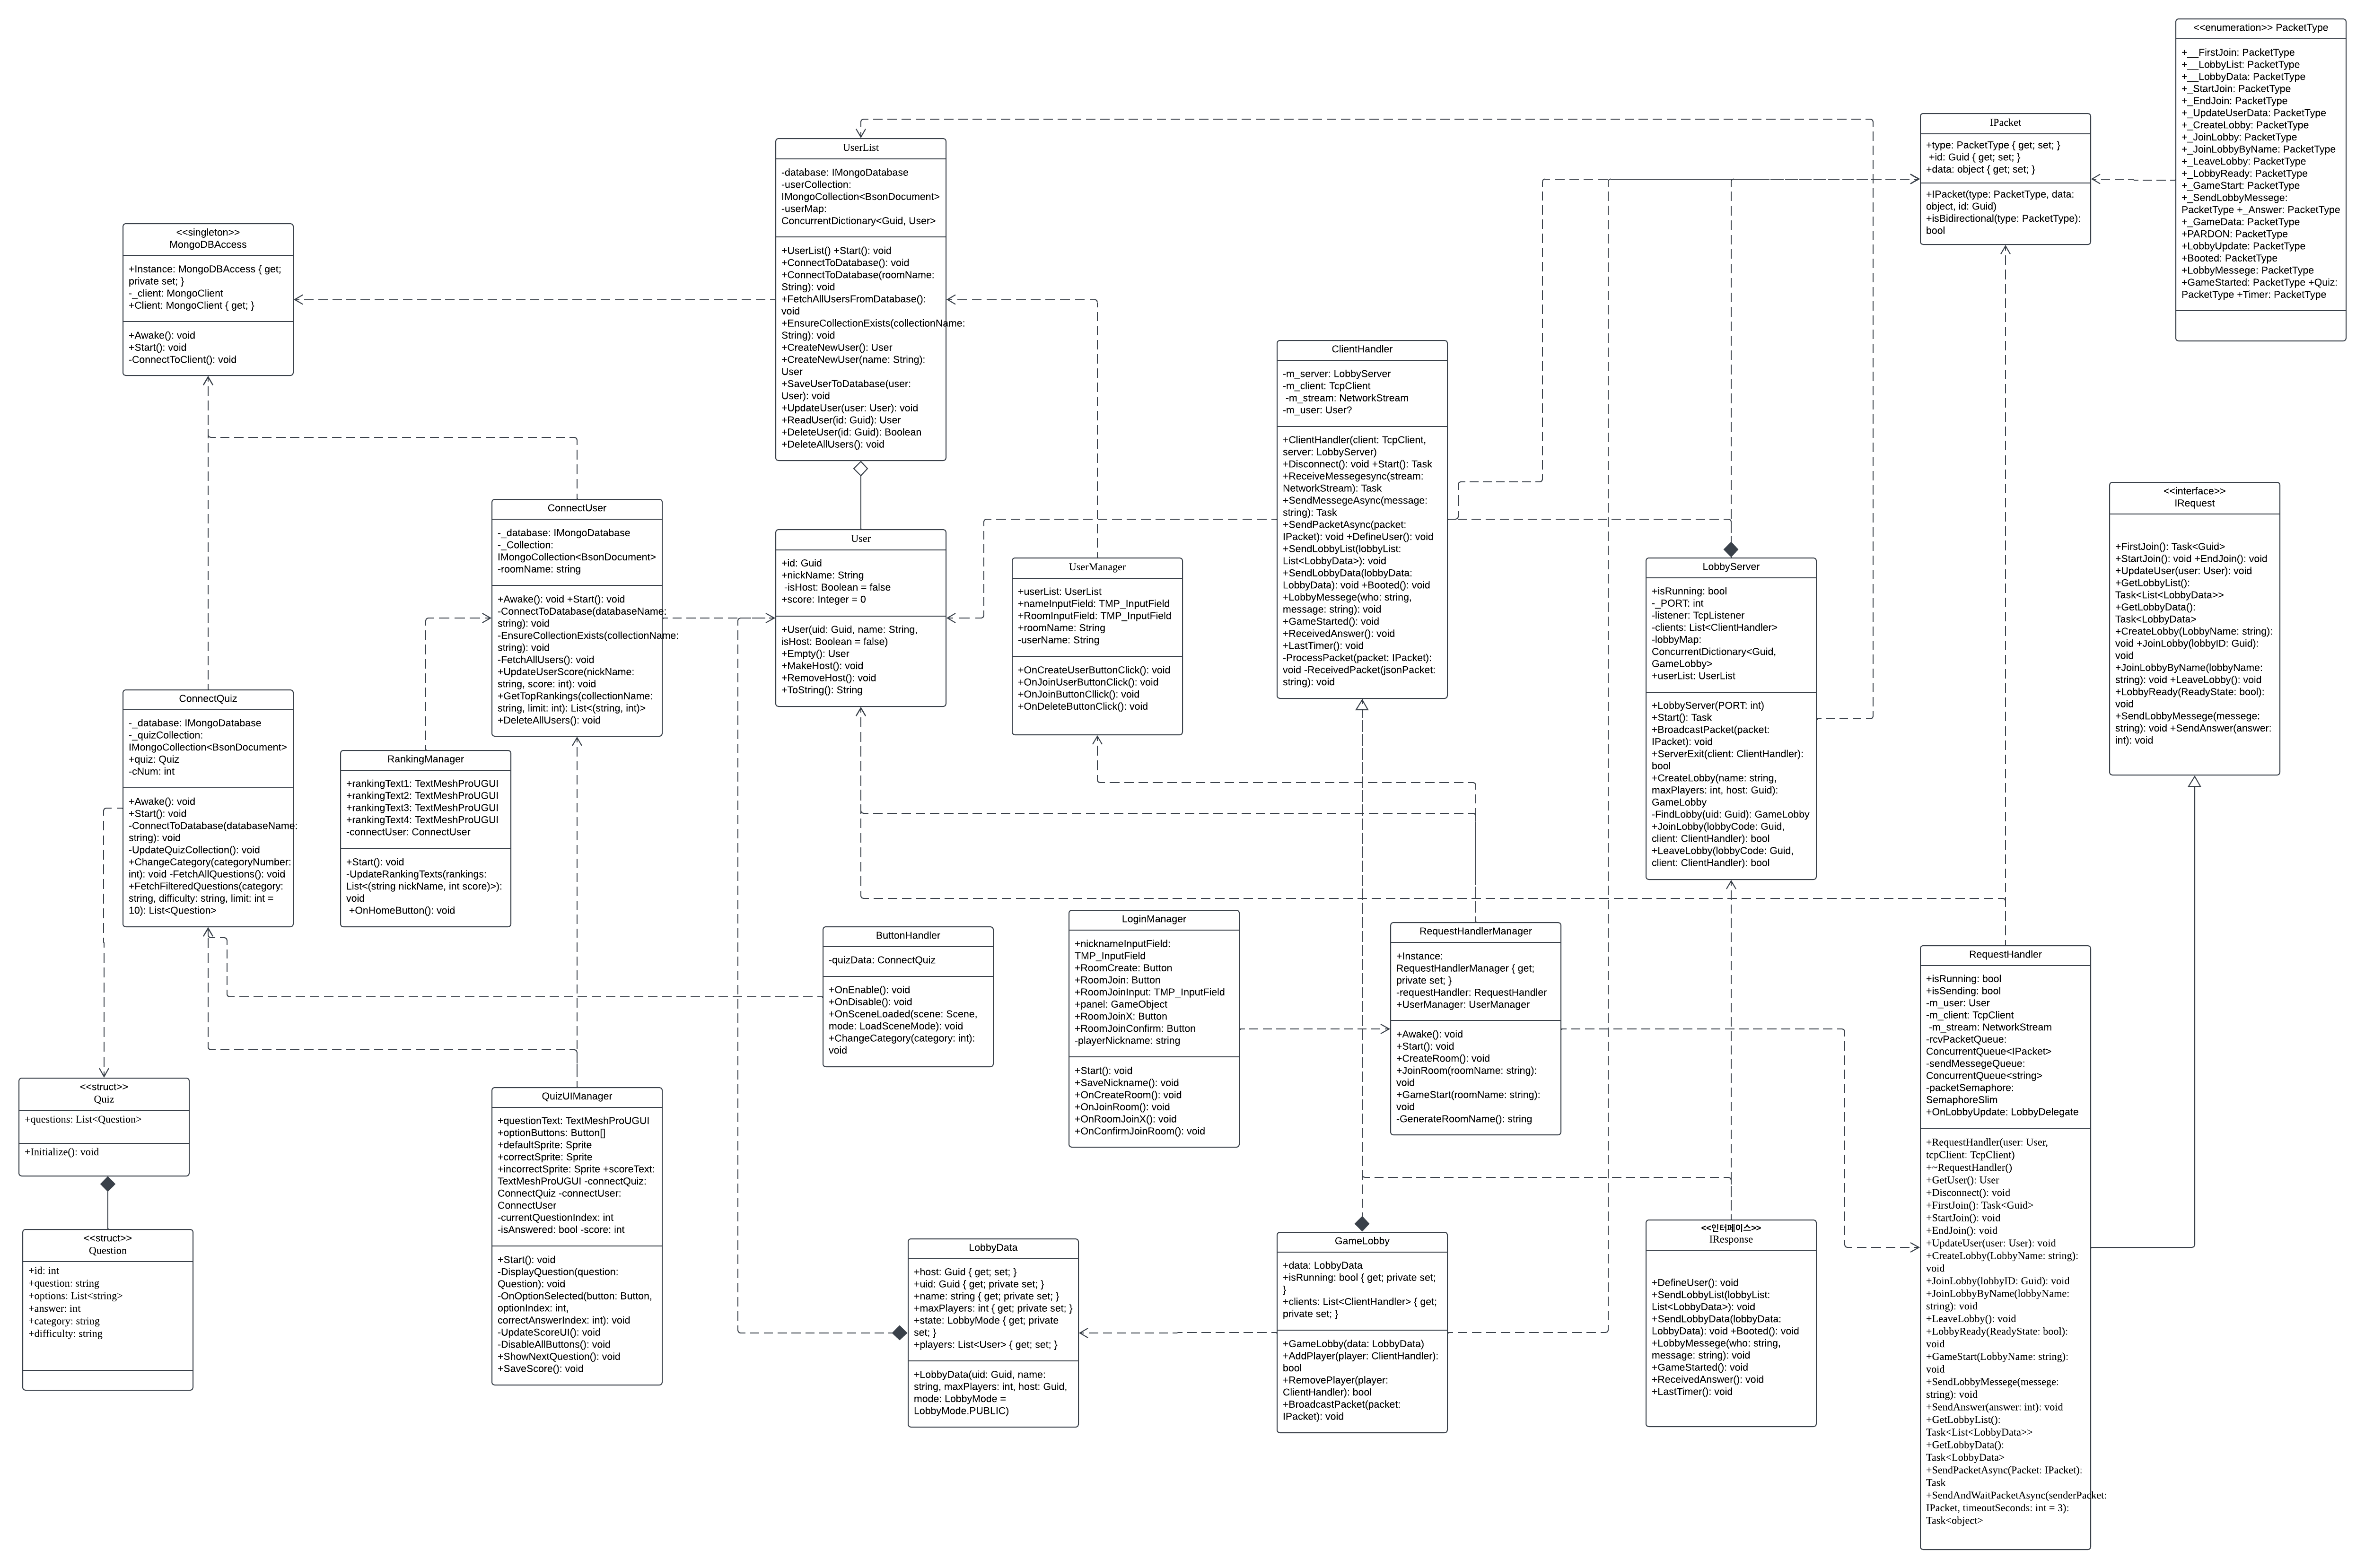 <<enumeration>> PacketType
+__FirstJoin: PacketType
+__LobbyList: PacketType
+__LobbyData: PacketType
+_StartJoin: PacketType
+_EndJoin: PacketType
+_UpdateUserData: PacketType
+_CreateLobby: PacketType
+_JoinLobby: PacketType
+_JoinLobbyByName: PacketType
+_LeaveLobby: PacketType
+_LobbyReady: PacketType
+_GameStart: PacketType
+_SendLobbyMessege:
PacketType +_Answer: PacketType
+_GameData: PacketType
+PARDON: PacketType
+LobbyUpdate: PacketType
+Booted: PacketType
+LobbyMessege: PacketType
+GameStarted: PacketType +Quiz:
PacketType +Timer: PacketType
IPacket
+type: PacketType { get; set; }
+id: Guid { get; set; }
+data: object { get; set; }
+IPacket(type: PacketType, data:
object, id: Guid)
+isBidirectional(type: PacketType):
bool
UserList
-database: IMongoDatabase
-userCollection:
IMongoCollection<BsonDocument>
-userMap:
ConcurrentDictionary<Guid, User>
+UserList() +Start(): void
+ConnectToDatabase(): void
+ConnectToDatabase(roomName:
String): void
+FetchAllUsersFromDatabase():
void
+EnsureCollectionExists(collectionName:
String): void
+CreateNewUser(): User
+CreateNewUser(name: String):
User
+SaveUserToDatabase(user:
User): void
+UpdateUser(user: User): void
+ReadUser(id: Guid): User
+DeleteUser(id: Guid): Boolean
+DeleteAllUsers(): void
<<singleton>>
MongoDBAccess
+Instance: MongoDBAccess { get;
private set; }
-_client: MongoClient
+Client: MongoClient { get; }
+Awake(): void
+Start(): void
-ConnectToClient(): void
ClientHandler
-m_server: LobbyServer
-m_client: TcpClient
-m_stream: NetworkStream
-m_user: User?
+ClientHandler(client: TcpClient,
server: LobbyServer)
+Disconnect(): void +Start(): Task
+ReceiveMessegesync(stream:
NetworkStream): Task
+SendMessegeAsync(message:
string): Task
+SendPacketAsync(packet:
IPacket): void +DefineUser(): void
+SendLobbyList(lobbyList:
List<LobbyData>): void
+SendLobbyData(lobbyData:
LobbyData): void +Booted(): void
+LobbyMessege(who: string,
message: string): void
+GameStarted(): void
+ReceivedAnswer(): void
+LastTimer(): void
-ProcessPacket(packet: IPacket):
void -ReceivedPacket(jsonPacket:
string): void
<<interface>>
IRequest
+FirstJoin(): Task<Guid>
+StartJoin(): void +EndJoin(): void
+UpdateUser(user: User): void
+GetLobbyList():
Task<List<LobbyData>>
+GetLobbyData():
Task<LobbyData>
+CreateLobby(LobbyName: string):
void +JoinLobby(lobbyID: Guid):
void
+JoinLobbyByName(lobbyName:
string): void +LeaveLobby(): void
+LobbyReady(ReadyState: bool):
void
+SendLobbyMessege(messege:
string): void +SendAnswer(answer:
int): void
ConnectUser
-_database: IMongoDatabase
-_Collection:
IMongoCollection<BsonDocument>
-roomName: string
+Awake(): void +Start(): void
-ConnectToDatabase(databaseName:
string): void
-EnsureCollectionExists(collectionName:
string): void
-FetchAllUsers(): void
+UpdateUserScore(nickName:
string, score: int): void
+GetTopRankings(collectionName:
string, limit: int): List<(string, int)>
+DeleteAllUsers(): void
User
+id: Guid
+nickName: String
-isHost: Boolean = false
+score: Integer = 0
+User(uid: Guid, name: String,
isHost: Boolean = false)
+Empty(): User
+MakeHost(): void
+RemoveHost(): void
+ToString(): String
UserManager
+userList: UserList
+nameInputField: TMP_InputField
+RoomInputField: TMP_InputField
+roomName: String
-userName: String
+OnCreateUserButtonClick(): void
+OnJoinUserButtonClick(): void
+OnJoinButtonCllick(): void
+OnDeleteButtonClick(): void
LobbyServer
+isRunning: bool
-_PORT: int
-listener: TcpListener
-clients: List<ClientHandler>
-lobbyMap:
ConcurrentDictionary<Guid,
GameLobby>
+userList: UserList
+LobbyServer(PORT: int)
+Start(): Task
+BroadcastPacket(packet:
IPacket): void
+ServerExit(client: ClientHandler):
bool
+CreateLobby(name: string,
maxPlayers: int, host: Guid):
GameLobby
-FindLobby(uid: Guid): GameLobby
+JoinLobby(lobbyCode: Guid,
client: ClientHandler): bool
+LeaveLobby(lobbyCode: Guid,
client: ClientHandler): bool
ConnectQuiz
-_database: IMongoDatabase
-_quizCollection:
IMongoCollection<BsonDocument>
+quiz: Quiz
-cNum: int
+Awake(): void
+Start(): void
-ConnectToDatabase(databaseName:
string): void
-UpdateQuizCollection(): void
+ChangeCategory(categoryNumber:
int): void -FetchAllQuestions(): void
+FetchFilteredQuestions(category:
string, difficulty: string, limit: int =
10): List<Question>
RankingManager
+rankingText1: TextMeshProUGUI
+rankingText2: TextMeshProUGUI
+rankingText3: TextMeshProUGUI
+rankingText4: TextMeshProUGUI
-connectUser: ConnectUser
+Start(): void
-UpdateRankingTexts(rankings:
List<(string nickName, int score)>):
void
+OnHomeButton(): void
ButtonHandler
-quizData: ConnectQuiz
+OnEnable(): void
+OnDisable(): void
+OnSceneLoaded(scene: Scene,
mode: LoadSceneMode): void
+ChangeCategory(category: int):
void
LoginManager
+nicknameInputField:
TMP_InputField
+RoomCreate: Button
+RoomJoin: Button
+RoomJoinInput: TMP_InputField
+panel: GameObject
+RoomJoinX: Button
+RoomJoinConfirm: Button
-playerNickname: string
+Start(): void
+SaveNickname(): void
+OnCreateRoom(): void
+OnJoinRoom(): void
+OnRoomJoinX(): void
+OnConfirmJoinRoom(): void
RequestHandlerManager
+Instance:
RequestHandlerManager { get;
private set; }
-requestHandler: RequestHandler
+UserManager: UserManager
+Awake(): void
+Start(): void
+CreateRoom(): void
+JoinRoom(roomName: string):
void
+GameStart(roomName: string):
void
-GenerateRoomName(): string
RequestHandler
+isRunning: bool
+isSending: bool
-m_user: User
-m_client: TcpClient
-m_stream: NetworkStream
-rcvPacketQueue:
ConcurrentQueue<IPacket>
-sendMessegeQueue:
ConcurrentQueue<string>
-packetSemaphore:
SemaphoreSlim
+OnLobbyUpdate: LobbyDelegate
+RequestHandler(user: User,
tcpClient: TcpClient)
+~RequestHandler()
+GetUser(): User
+Disconnect(): void
+FirstJoin(): Task<Guid>
+StartJoin(): void
+EndJoin(): void
+UpdateUser(user: User): void
+CreateLobby(LobbyName: string):
void
+JoinLobby(lobbyID: Guid): void
+JoinLobbyByName(lobbyName:
string): void
+LeaveLobby(): void
+LobbyReady(ReadyState: bool):
void
+GameStart(LobbyName: string):
void
+SendLobbyMessege(messege:
string): void
+SendAnswer(answer: int): void
+GetLobbyList():
Task<List<LobbyData>>
+GetLobbyData():
Task<LobbyData>
+SendPacketAsync(Packet: IPacket):
Task
+SendAndWaitPacketAsync(senderPacket:
IPacket, timeoutSeconds: int = 3):
Task<object>
<<struct>>
Quiz
+questions: List<Question>
+Initialize(): void
<<struct>>
Question
+id: int
+question: string
+options: List<string>
+answer: int
+category: string
+difficulty: string
QuizUIManager
+questionText: TextMeshProUGUI
+optionButtons: Button[]
+defaultSprite: Sprite
+correctSprite: Sprite
+incorrectSprite: Sprite +scoreText:
TextMeshProUGUI -connectQuiz:
ConnectQuiz -connectUser:
ConnectUser
-currentQuestionIndex: int
-isAnswered: bool -score: int
+Start(): void
-DisplayQuestion(question:
Question): void
-OnOptionSelected(button: Button,
optionIndex: int,
correctAnswerIndex: int): void
-UpdateScoreUI(): void
-DisableAllButtons(): void
+ShowNextQuestion(): void
+SaveScore(): void
LobbyData
+host: Guid { get; set; }
+uid: Guid { get; private set; }
+name: string { get; private set; }
+maxPlayers: int { get; private set; }
+state: LobbyMode { get; private
set; }
+players: List<User> { get; set; }
+LobbyData(uid: Guid, name:
string, maxPlayers: int, host: Guid,
mode: LobbyMode =
LobbyMode.PUBLIC)
GameLobby
+data: LobbyData
+isRunning: bool { get; private set;
}
+clients: List<ClientHandler> { get;
private set; }
+GameLobby(data: LobbyData)
+AddPlayer(player: ClientHandler):
bool
+RemovePlayer(player:
ClientHandler): bool
+BroadcastPacket(packet:
IPacket): void
<<인터페이스>>
IResponse
+DefineUser(): void
+SendLobbyList(lobbyList:
List<LobbyData>): void
+SendLobbyData(lobbyData:
LobbyData): void +Booted(): void
+LobbyMessege(who: string,
message: string): void
+GameStarted(): void
+ReceivedAnswer(): void
+LastTimer(): void